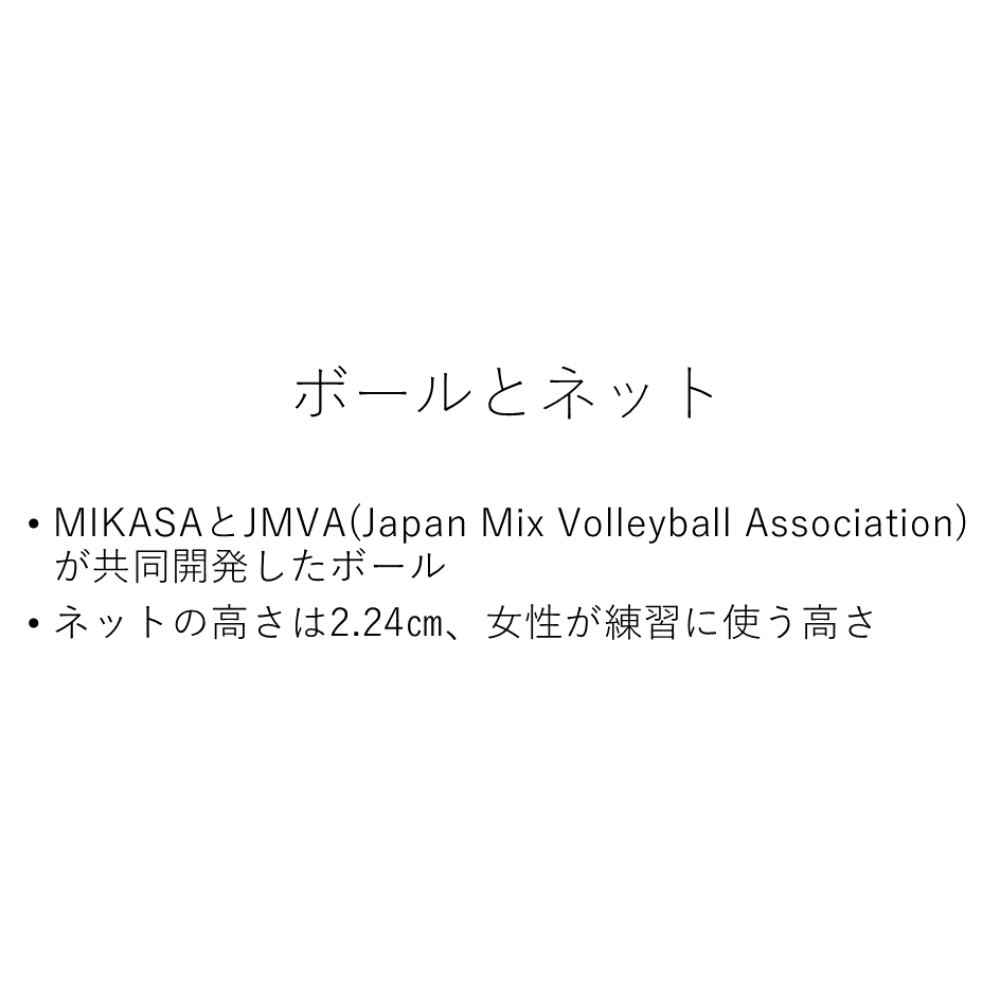 ボールとネット
• MIKASAとJMVA(Japan Mix Volleyball Association)
が共同開発したボール
• ネットの高さは2.24㎝、女性が練習に使う高さ